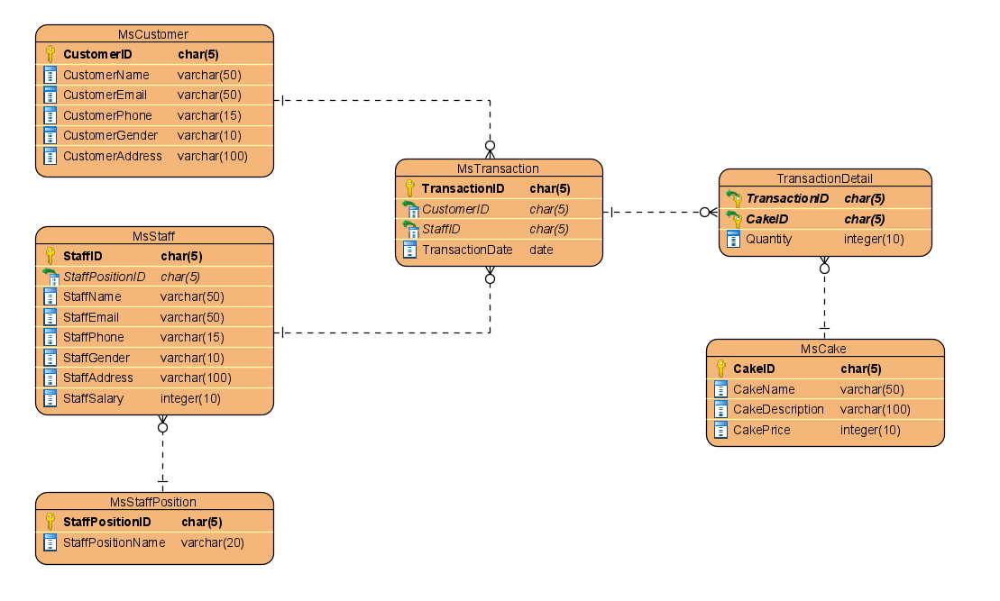 MsCustomer
CustomerID char(5)
CustomerName varchar(50)
CustomerEmail varchar(50)
CustomerPhone varchar(15)
CustomerGender varchar(10)
CustomerAddress varchar(100)
MsStaff
StaffID char(5)
StaffPositionID char(5)
StaffName varchar(50)
StaffEmail varchar(50)
StaffPhone varchar(15)
StaffGender varchar(10)
StaffAddress varchar(100)
StaffSalary integer(10)
MsStaffPosition
StaffPositionID char(5)
StaffPositionName varchar(20)
MsTransaction
TransactionID char(5)
CustomerID char(5)
StaffID char(5)
TransactionDate date
TransactionDetail
TransactionID char(5)
CakeID char(5)
Quantity integer(10)
MsCake
CakeID char(5)
CakeName varchar(50)
CakeDescription varchar(100)
CakePrice integer(10)